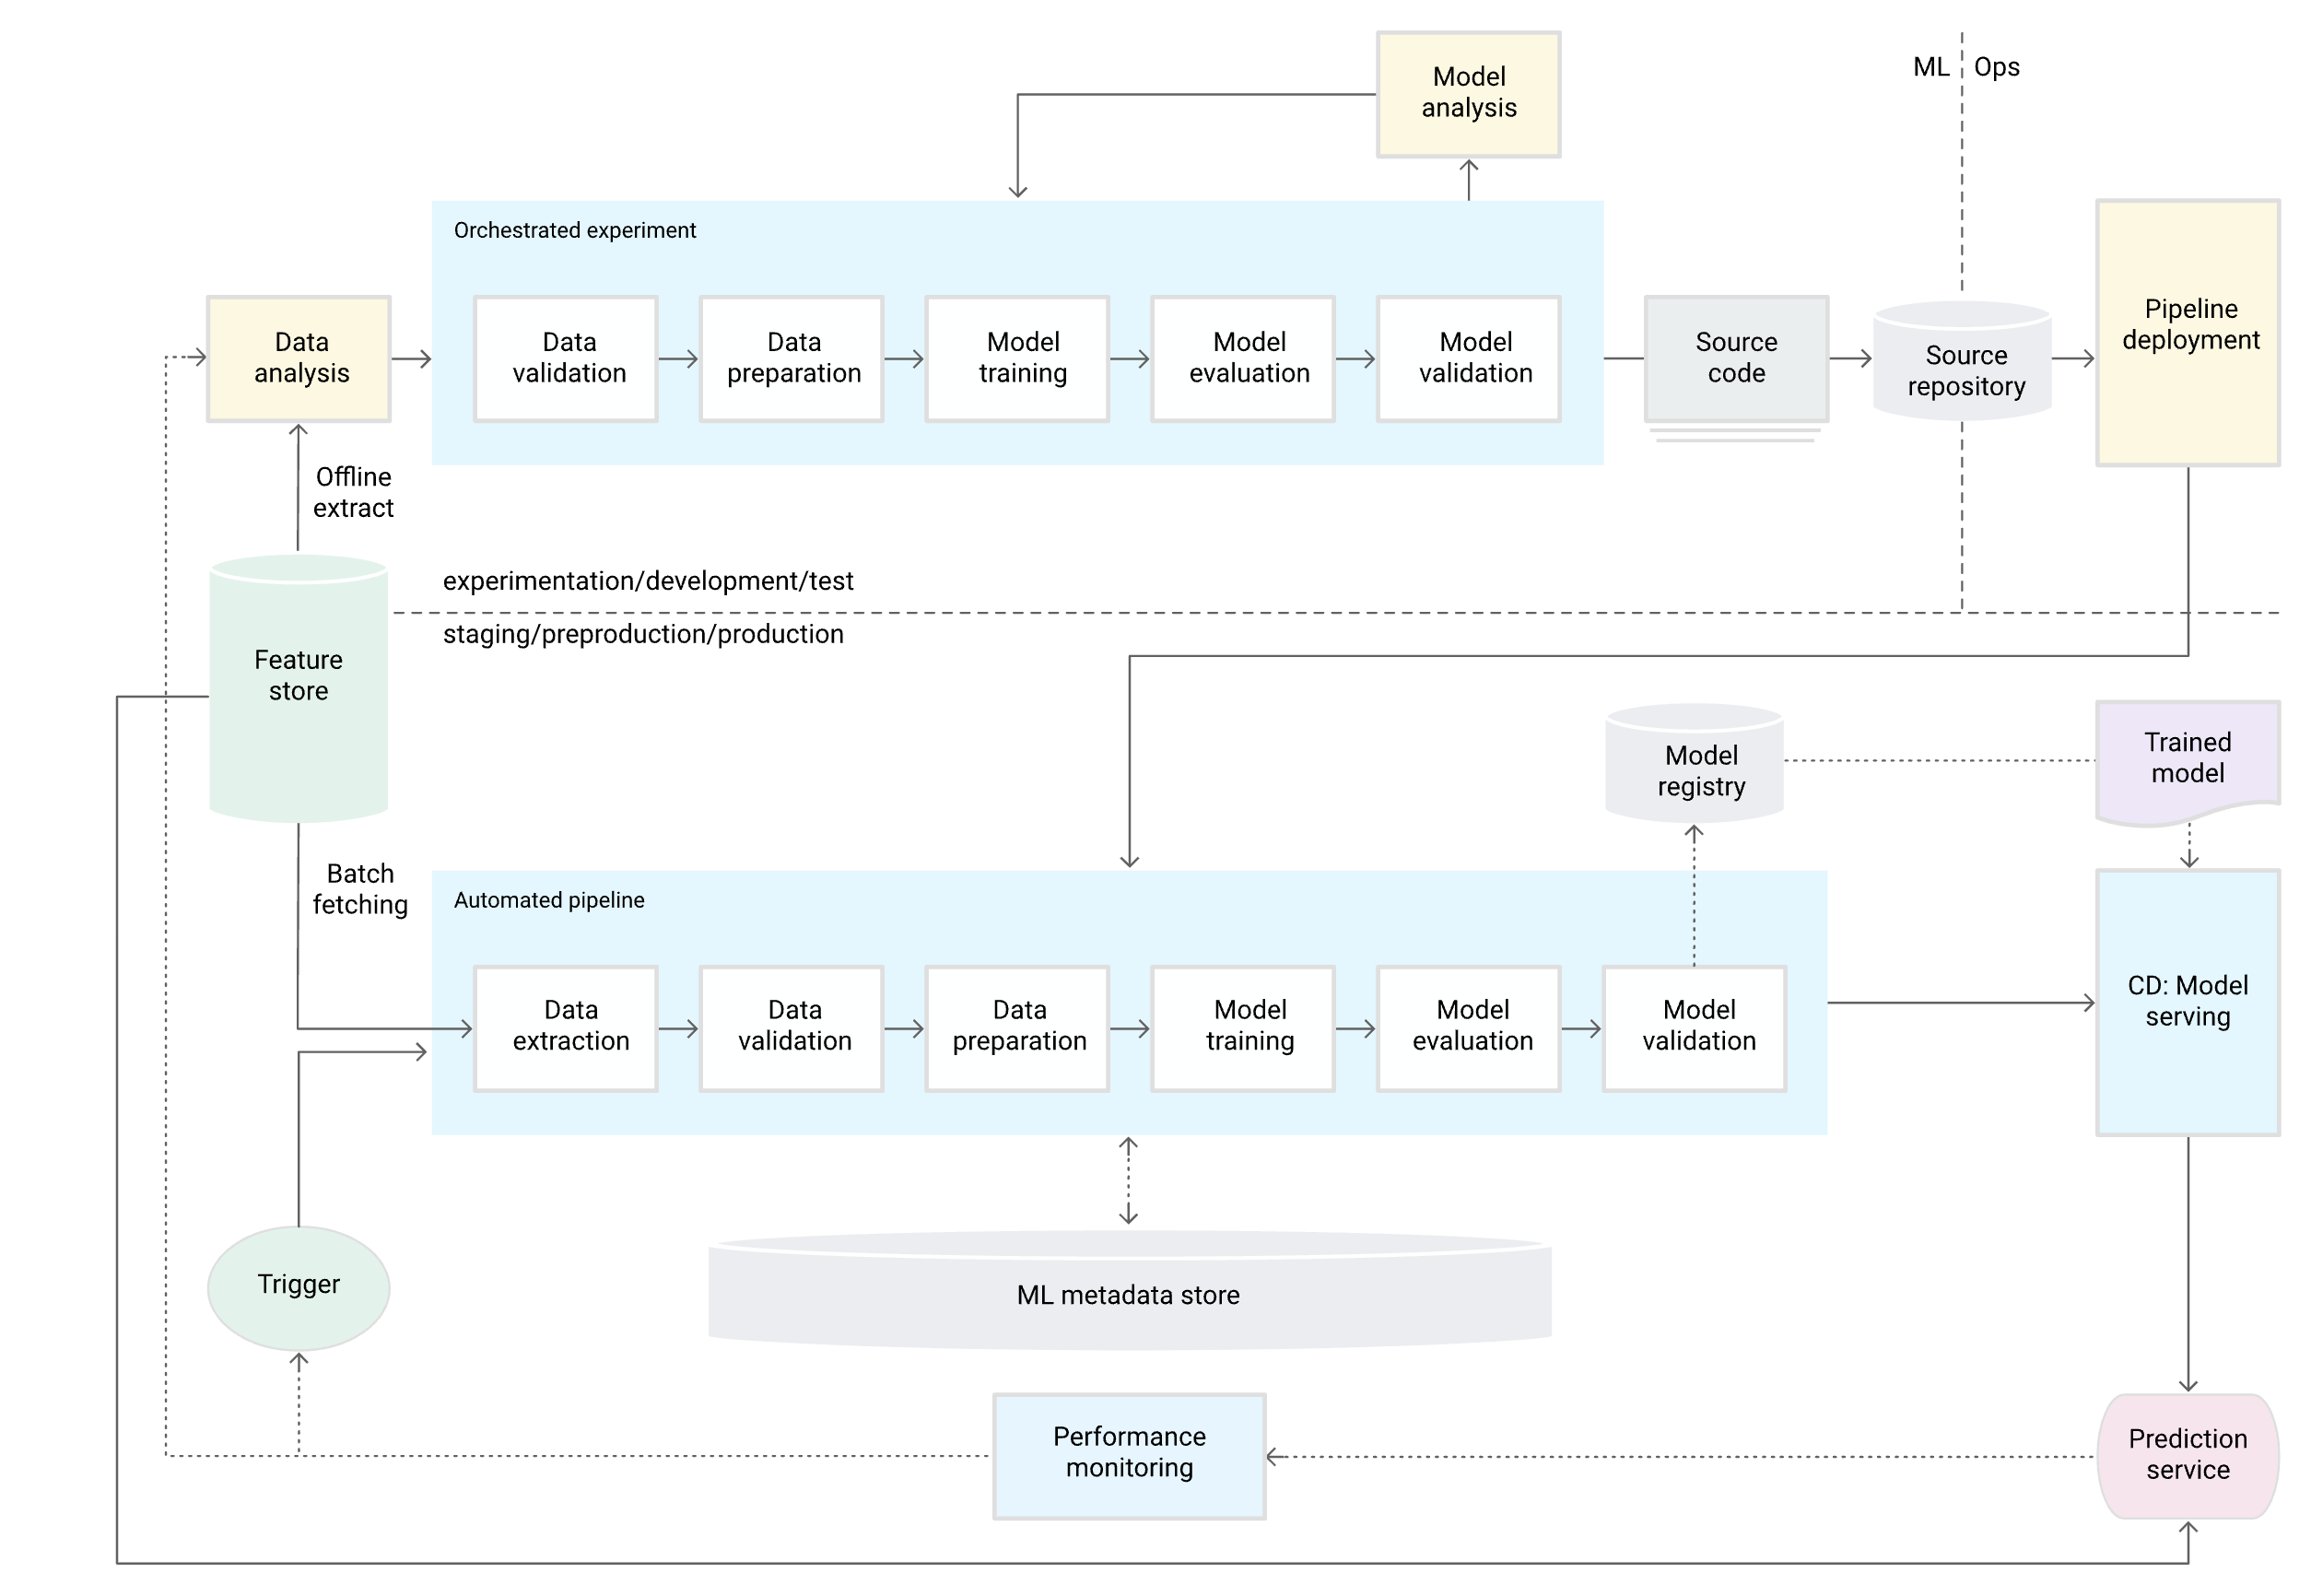 Model
analysis
ML
Ops
Orchestrated experiment
Data
analysis
Data
validation
Data
preparation
Model
training
Model
evaluation
Model
validation
Source
code
Source
repository
Pipeline
deployment
Offline
extract
experimentation/development/test
staging/preproduction/production
Feature
store
Model
registry
Trained
model
Batch
fetching
Automated pipeline
Data
extraction
Data
validation
Data
preparation
Model
training
Model
evaluation
Model
validation
CD: Model
serving
Trigger
ML metadata store
Performance
monitoring
Prediction
service